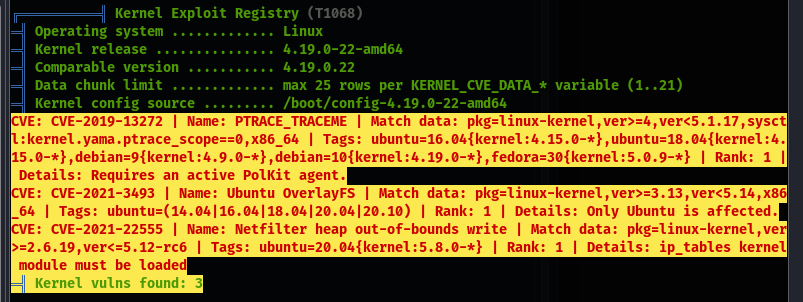 Kernel Exploit Registry (T1068)
Operating system ............. Linux
Kernel release ............... 4.19.0-22-amd64
Comparable version ........... 4.19.0.22
Data chunk limit ............. max 25 rows per KERNEL_CVE_DATA_* variable (1..21)
Kernel config source ......... /boot/config-4.19.0-22-amd64
CVE: CVE-2019-13272 | Name: PTRACE_TRACEME | Match data: pkg=linux-kernel,ver>=4,ver<5.1.17,sysct
l:kernel.yama.ptrace_scope==0,x86_64 | Tags: ubuntu=16.04{kernel:4.15.0-*},ubuntu=18.04{kernel:4.
15.0-*},debian=9{kernel:4.9.0-*},debian=10{kernel:4.19.0-*},fedora=30{kernel:5.0.9-*} | Rank: 1 |
Details: Requires an active PolKit agent.
CVE: CVE-2021-3493 | Name: Ubuntu OverlayFS | Match data: pkg=linux-kernel,ver>=3.13,ver<5.14,x86
_64 | Tags: ubuntu=(14.04|16.04|18.04|20.04|20.10) | Rank: 1 | Details: Only Ubuntu is affected.
CVE: CVE-2021-22555 | Name: Netfilter heap out-of-bounds write | Match data: pkg=linux-kernel,ver
>=2.6.19,ver<=5.12-rc6 | Tags: ubuntu=20.04{kernel:5.8.0-*} | Rank: 1 | Details: ip_tables kernel
module must be loaded
Kernel vulns found: 3